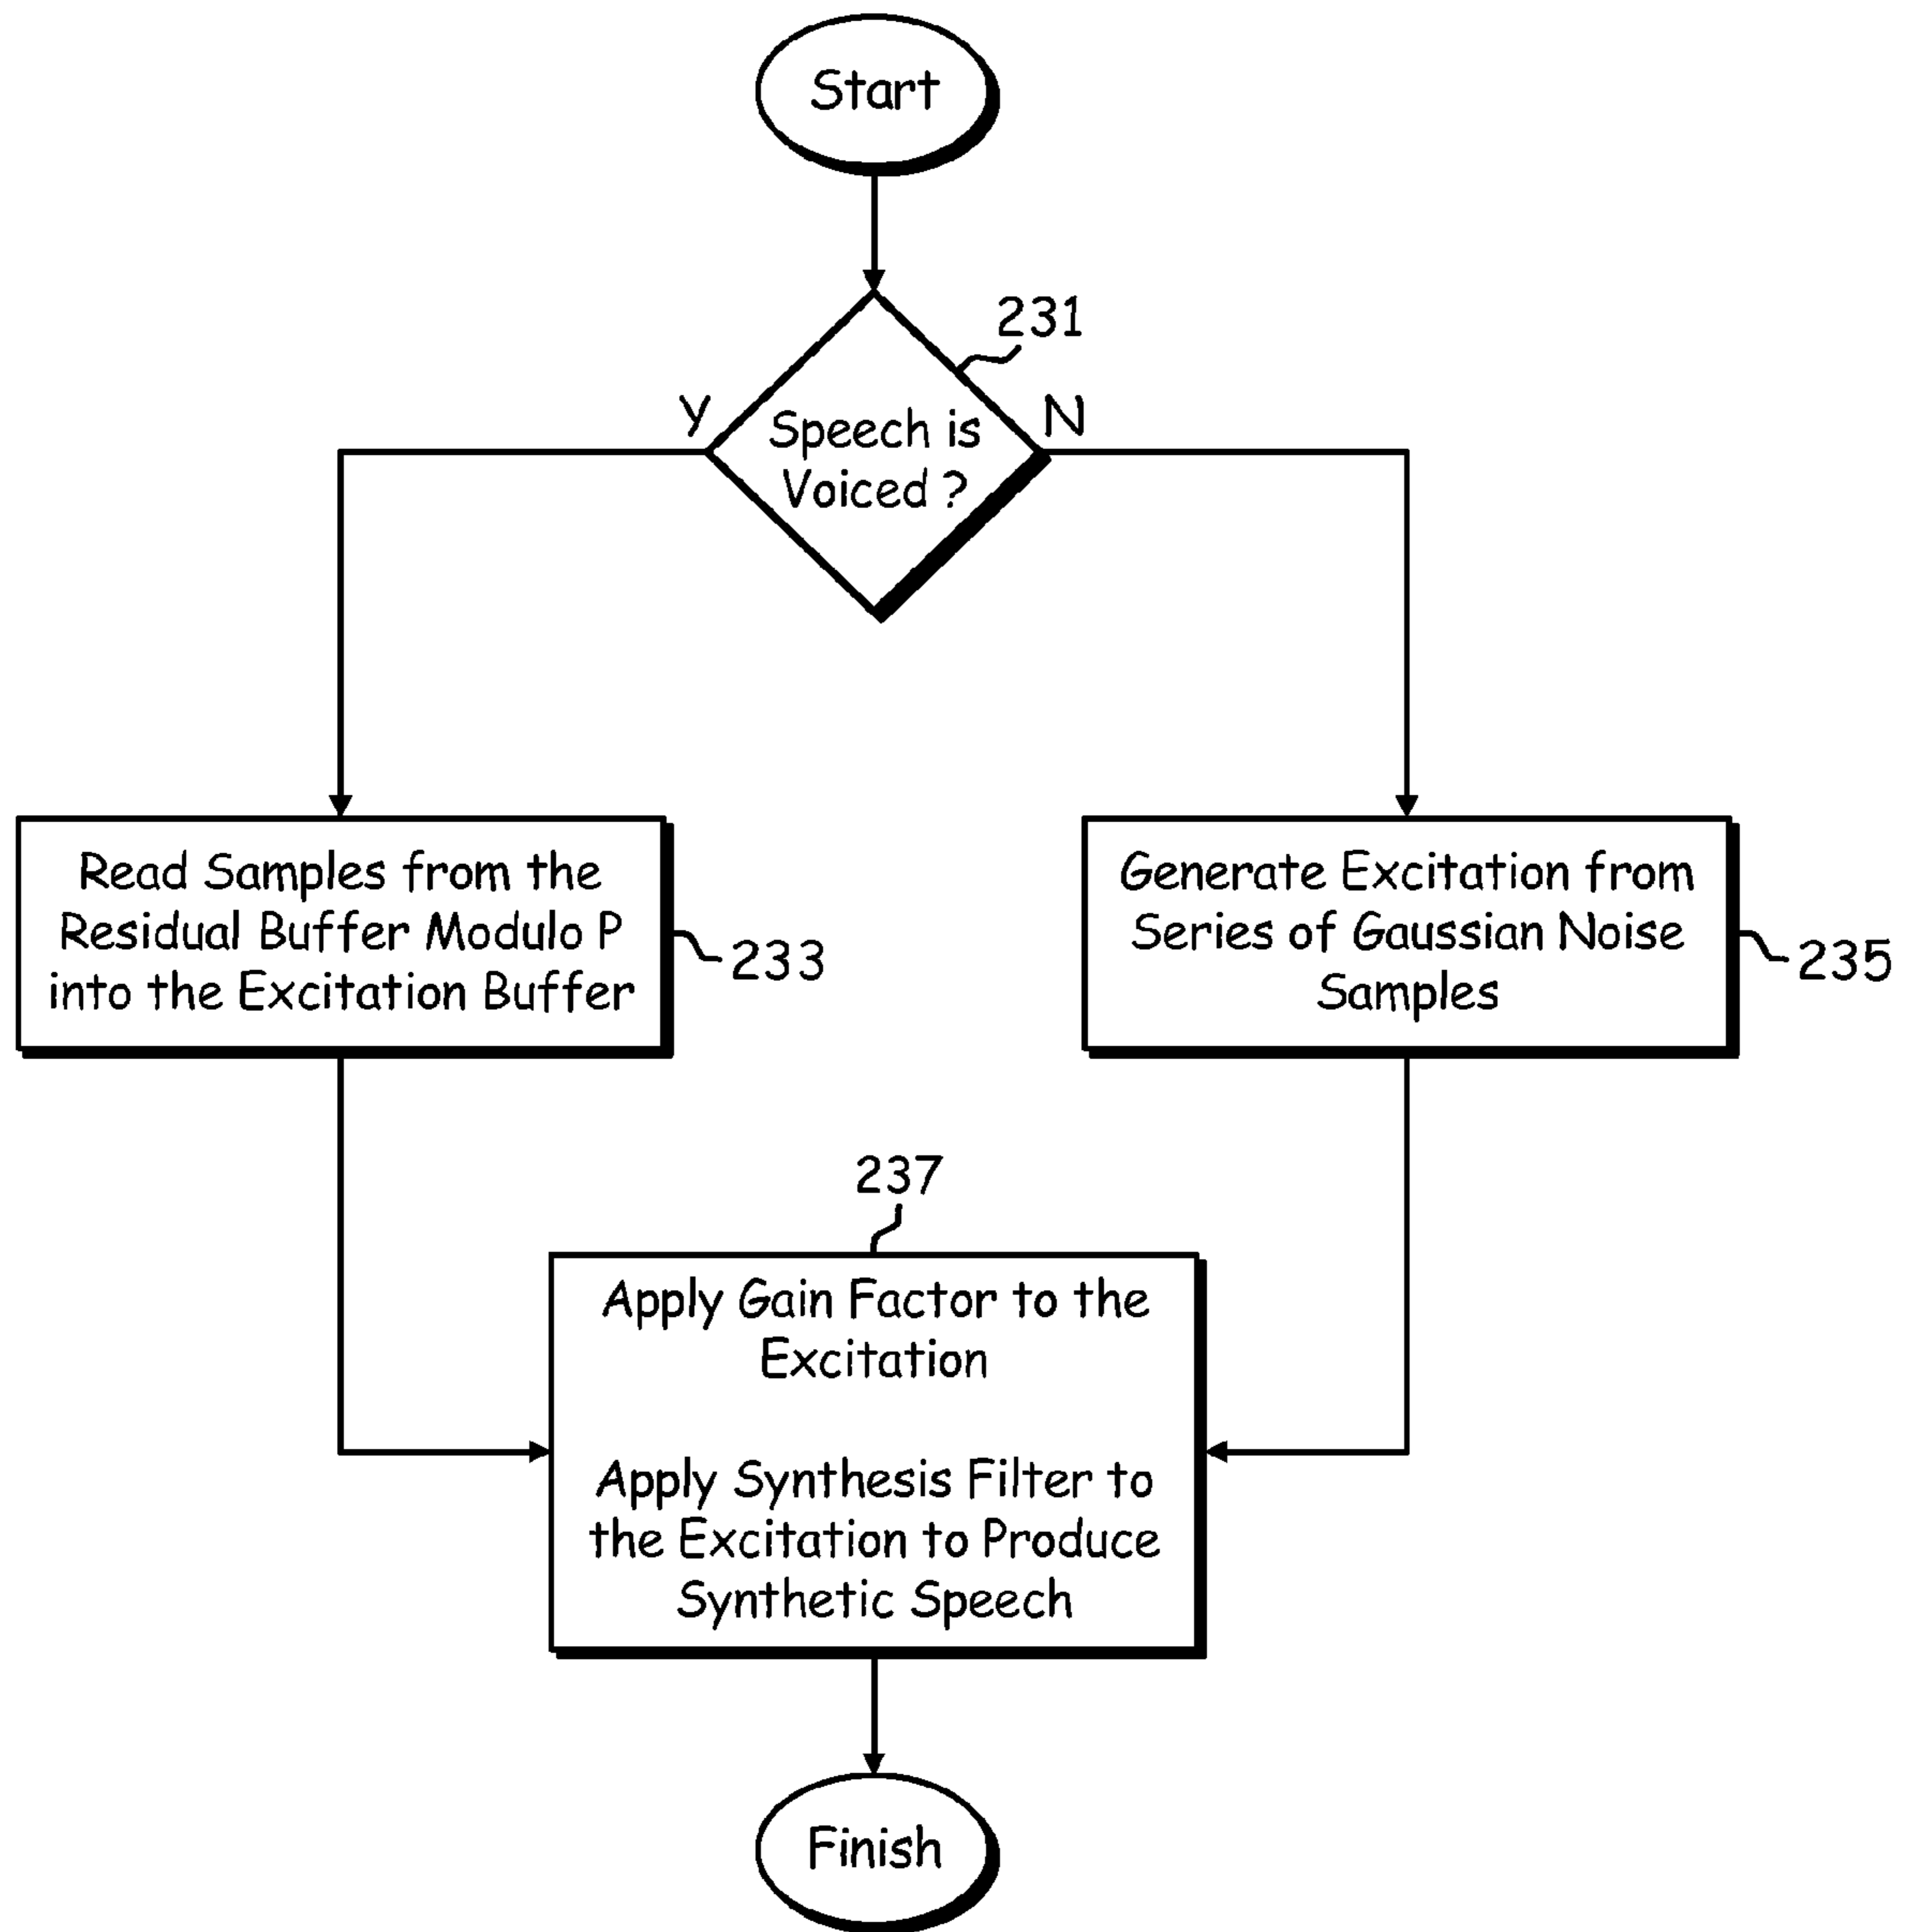 Start
231
Y
N
Speech is
Voiced ?
Read Samples from the
Residual Buffer Modulo P
into the Excitation Buffer
233
Generate Excitation from
Series of Gaussian Noise
Samples
235
237
Apply Gain Factor to the
Excitation
Apply Synthesis Filter to
the Excitation to Produce
Synthetic Speech
Finish